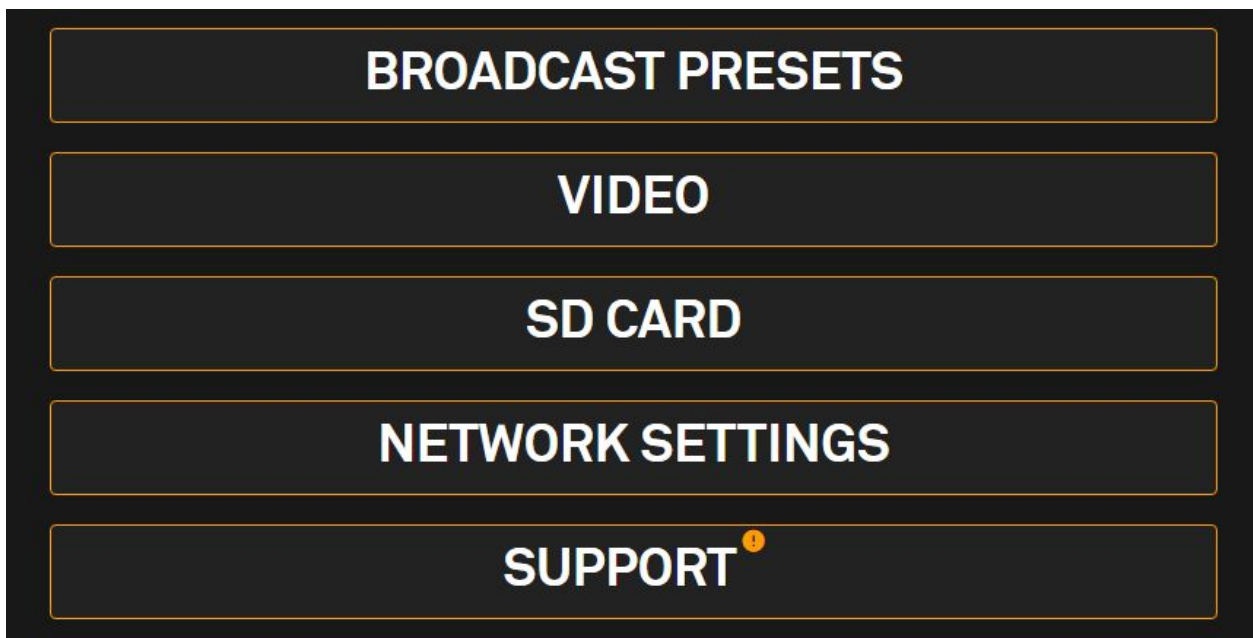 BROADCAST PRESETS
VIDEO
SD CARD
NETWORK SETTINGS
SUPPORT !